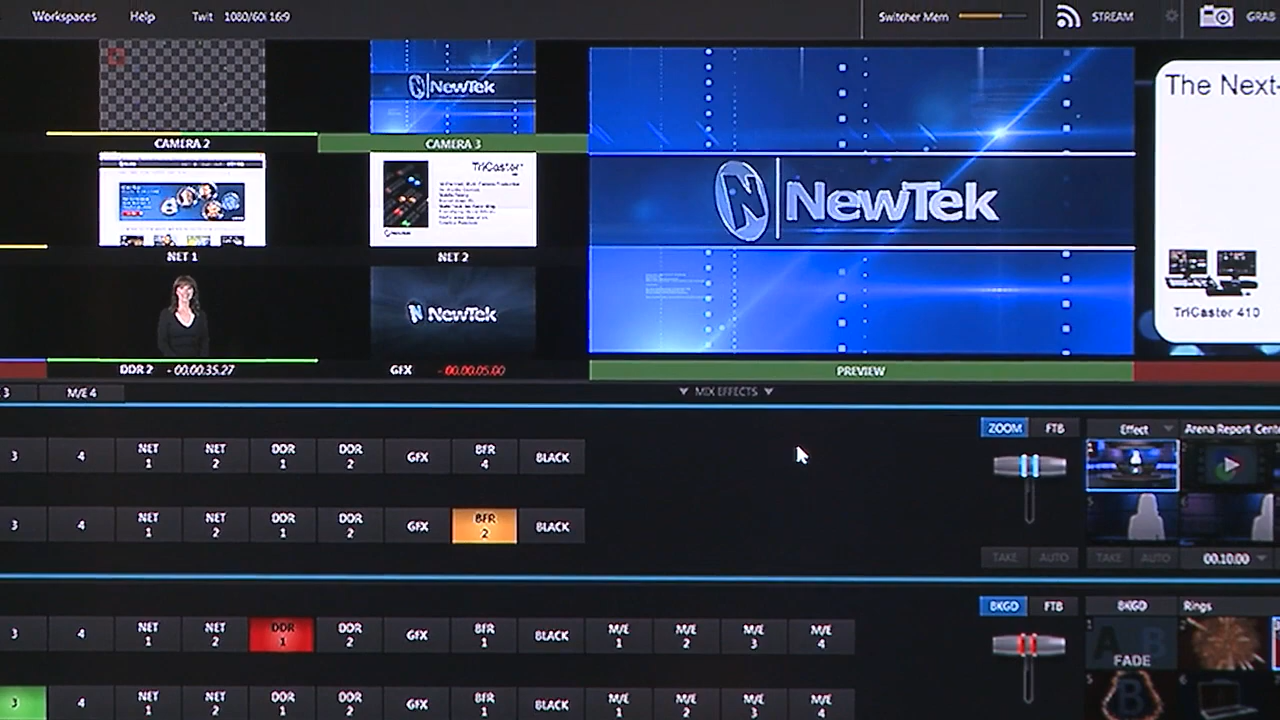 Workspaces Help Twit 1080/60i 16:9 Switcher Mem STREAM GRAB
NewTek
CAMERA 2 CAMERA 3
TriCaster
NET 1 NET 2
NewTek
DDR 2 - 00:00:35.27 GFX - 00:00:05.00
NewTek
PREVIEW
The Next-
TriCaster 410
3 M/E 4 MIX EFFECTS
ZOOM FTB Effect Arena Report Cent
3 4 NET 1 NET 2 DDR 1 DDR 2 GFX BFR 4 BLACK
3 4 NET 1 NET 2 DDR 1 DDR 2 GFX BFR 2 BLACK
TAKE AUTO TAKE AUTO 00:10.00
BKGD FTB BKGD Rings
3 4 NET 1 NET 2 DDR 1 DDR 2 GFX BFR 1 BLACK M/E 1 M/E 2 M/E 3 M/E 4
A B
FADE
3 4 NET 1 NET 2 DDR 1 DDR 2 GFX BFR 1 BLACK M/E 1 M/E 2 M/E 3 M/E 4
B